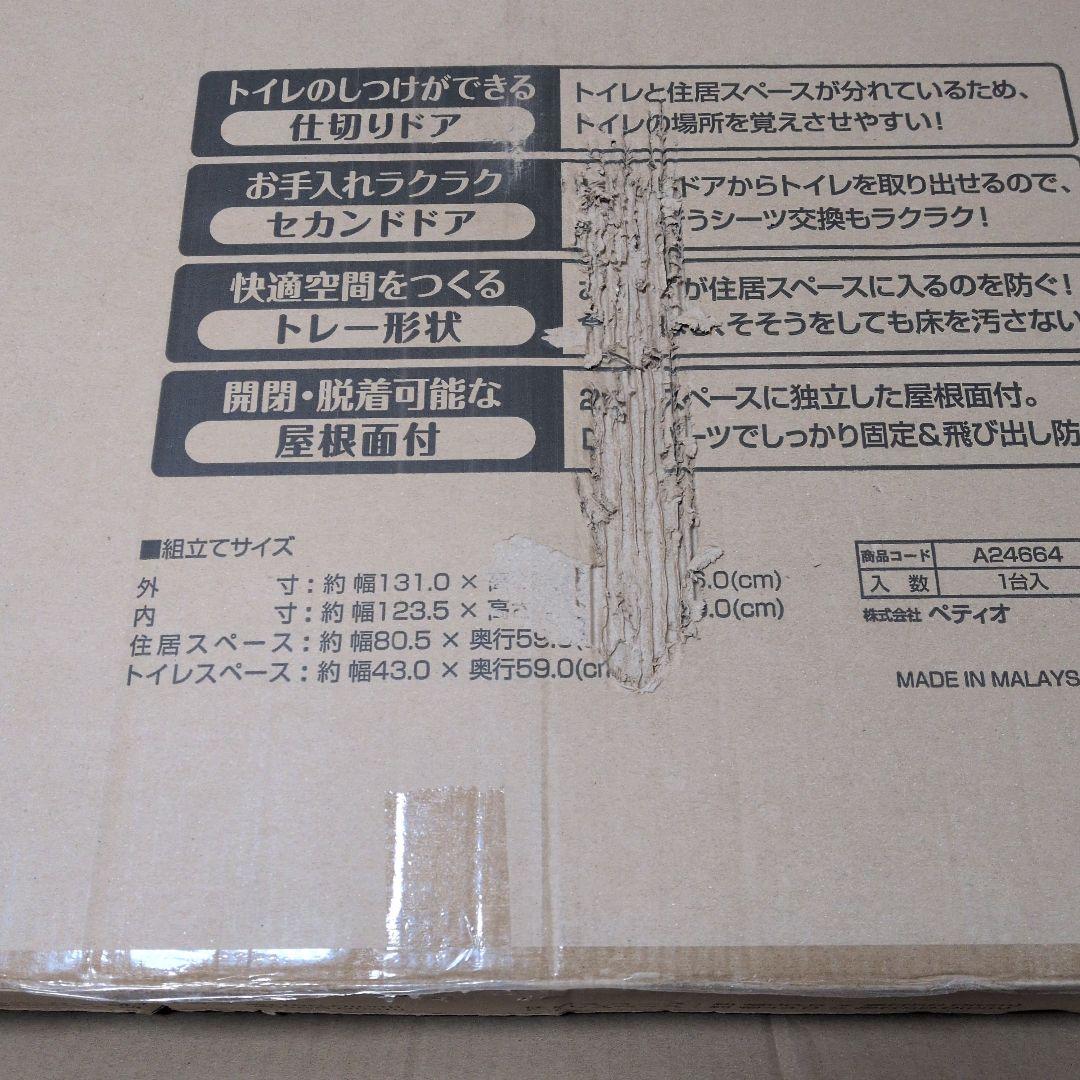 トイレのしつけができる
仕切りドア
トイレと住居スペースが分れているため、
トイレの場所を覚えさせやすい!
お手入れラクラク
セカンドドア
ドアからトイレを取り出せるので、
うシーツ交換もラクラク!
快適空間をつくる
トレー形状
が住居スペースに入るのを防ぐ!
そそうをしても床を汚さない
開閉・脱着可能な
屋根面付
ペースに独立した屋根面付。
ーツでしっかり固定&飛び出し防
■組立てサイズ
外 寸:約 幅131.0 × .0(cm)
内 寸:約 幅123.5 × .0(cm)
住居スペース:約 幅80.5 × 奥行59.
トイレスペース:約 幅43.0 × 奥行59.0(cm
商品コード A24664
入 数 1台入
株式会社 ペティオ
MADE IN MALAYS